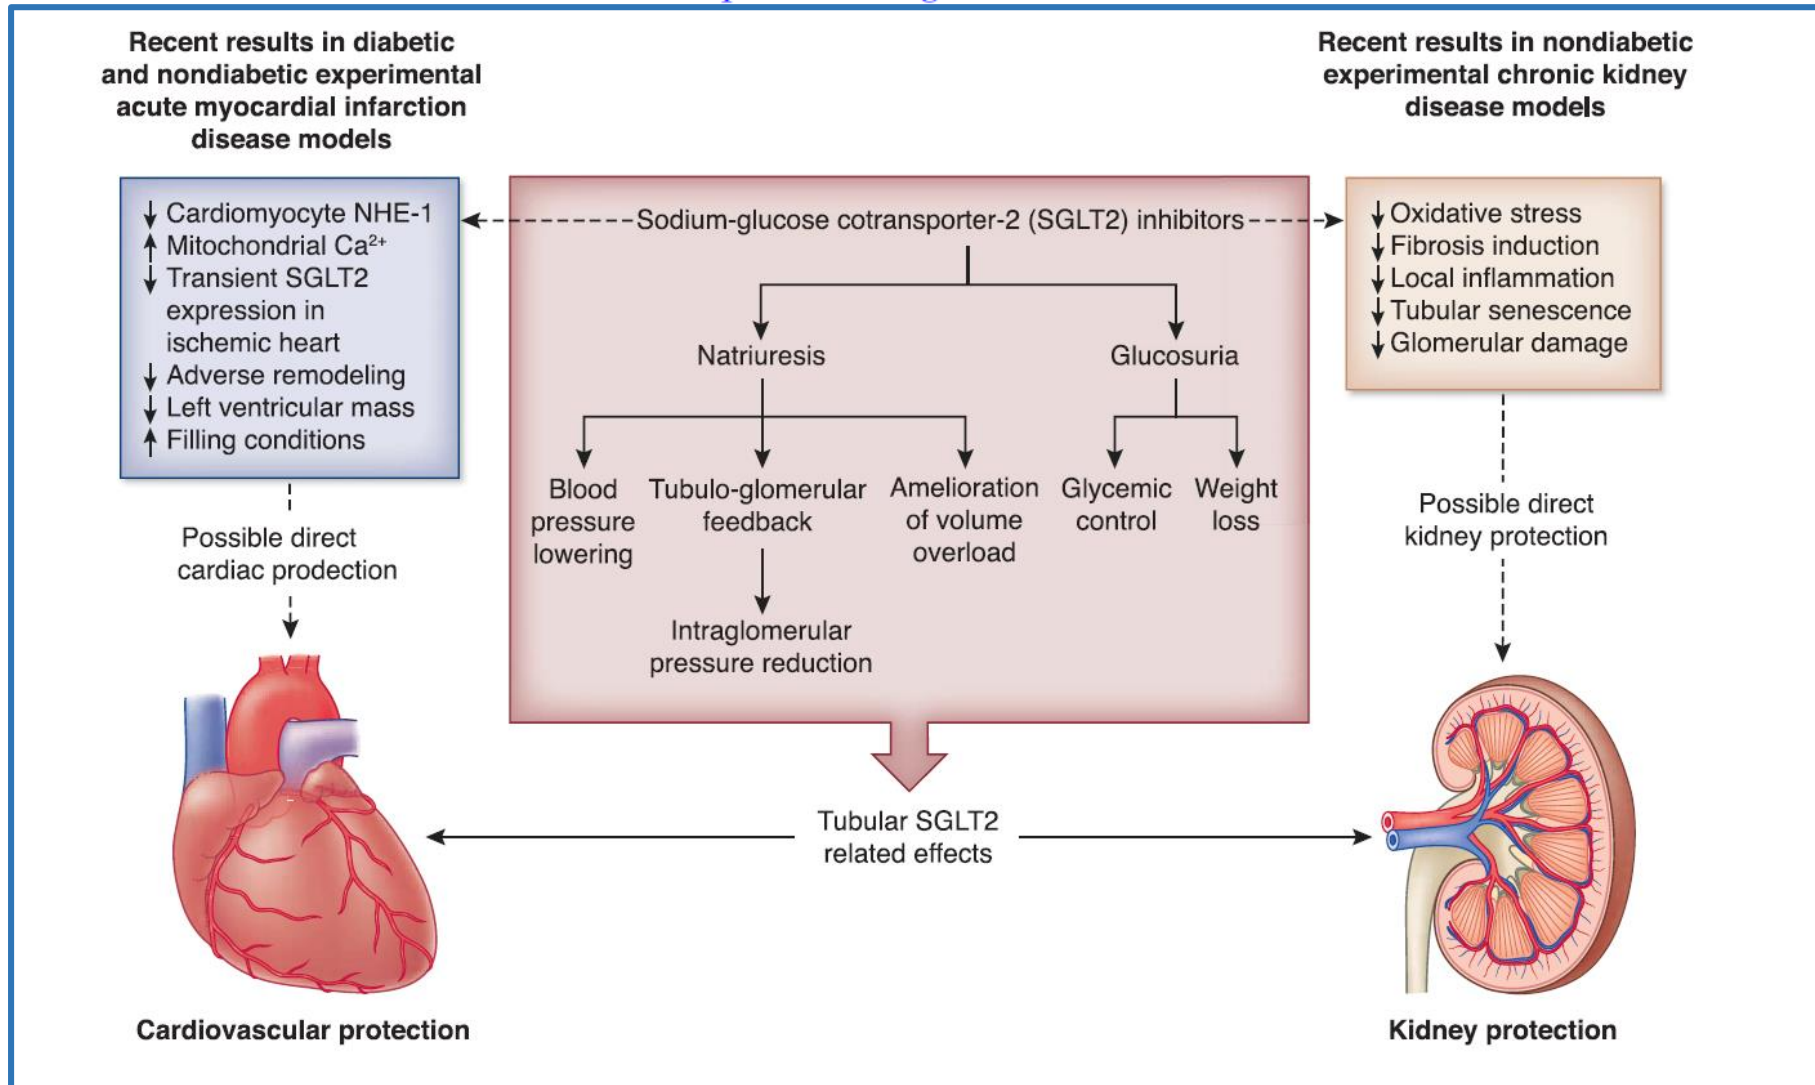 Recent results in diabetic
and nondiabetic experimental
acute myocardial infarction
disease models
↓ Cardiomyocyte NHE-1
↑ Mitochondrial Ca²⁺
↓ Transient SGLT2
expression in
ischemic heart
↓ Adverse remodeling
↓ Left ventricular mass
↑ Filling conditions
Possible direct
cardiac prodection
Cardiovascular protection
Sodium-glucose cotransporter-2 (SGLT2) inhibitors
Natriuresis
Glucosuria
Blood
pressure
lowering
Tubulo-glomerular
feedback
Amelioration
of volume
overload
Glycemic
control
Weight
loss
Intraglomerular
pressure reduction
Tubular SGLT2
related effects
Recent results in nondiabetic
experimental chronic kidney
disease models
↓ Oxidative stress
↓ Fibrosis induction
↓ Local inflammation
↓ Tubular senescence
↓ Glomerular damage
Possible direct
kidney protection
Kidney protection